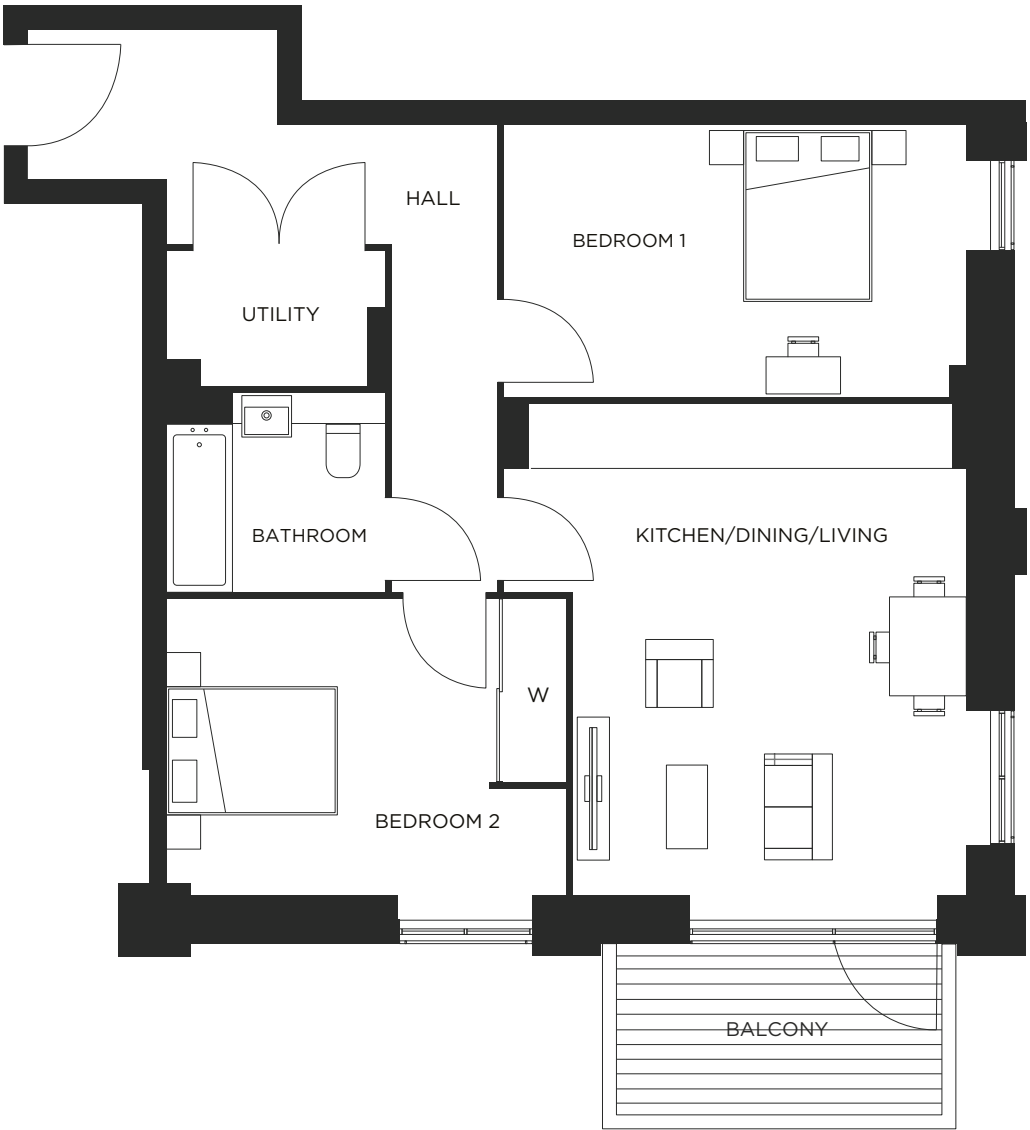 HALL
BEDROOM 1
UTILITY
BATHROOM
KITCHEN/DINING/LIVING
W
BEDROOM 2
BALCONY